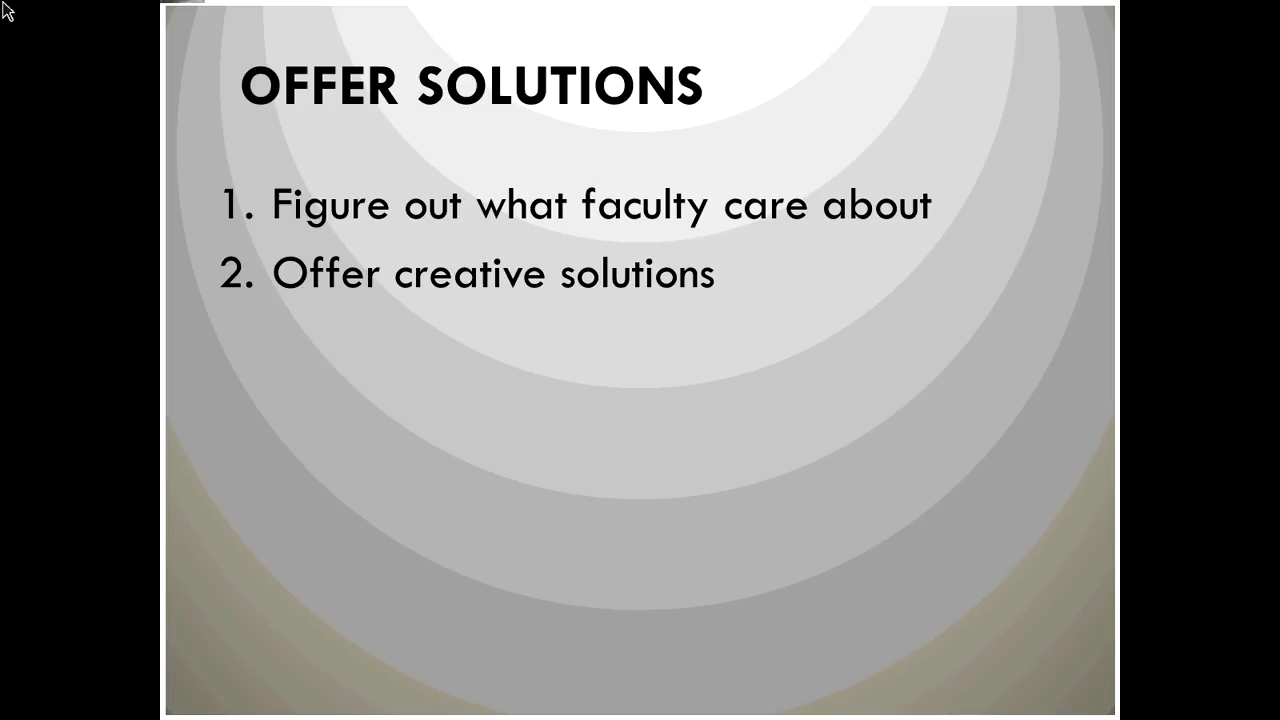 OFFER SOLUTIONS
1. Figure out what faculty care about
2. Offer creative solutions